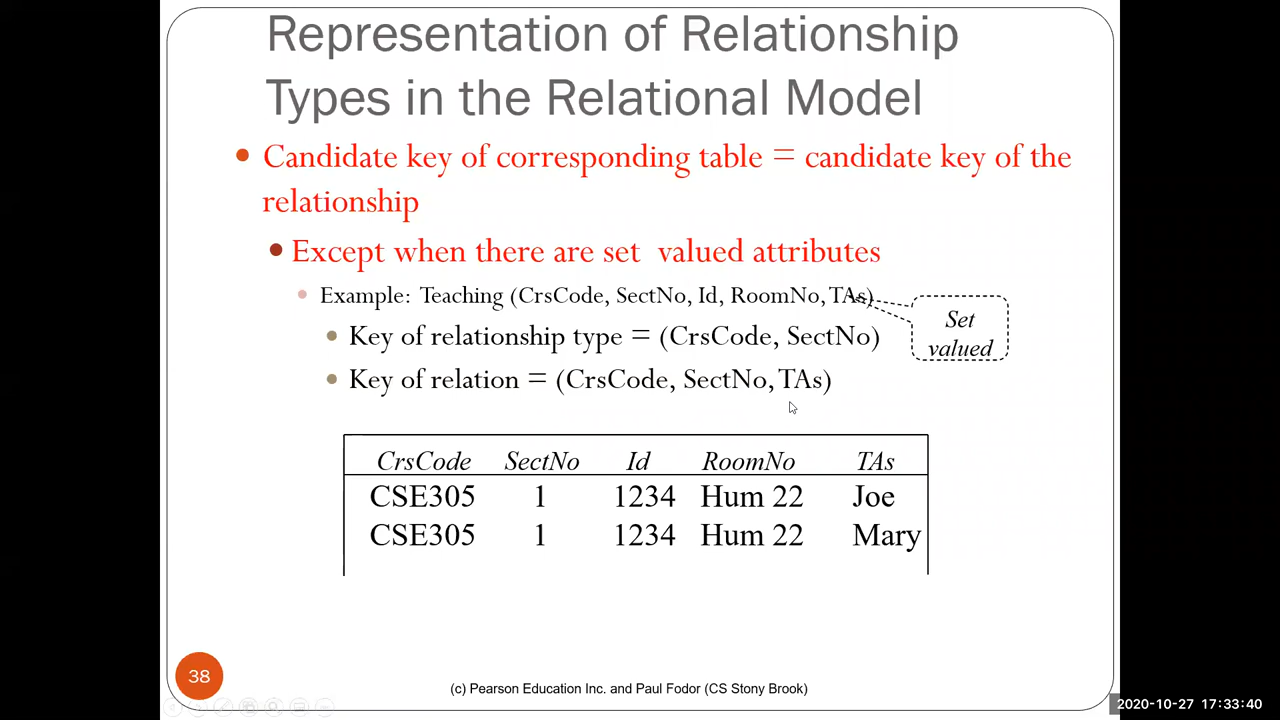 Representation of Relationship
Types in the Relational Model
Candidate key of corresponding table = candidate key of the
relationship
Except when there are set valued attributes
Example: Teaching (CrsCode, SectNo, Id, RoomNo, TAs)
Set
valued
Key of relationship type = (CrsCode, SectNo)
Key of relation = (CrsCode, SectNo, TAs)
CrsCode SectNo Id RoomNo TAs
CSE305 1 1234 Hum 22 Joe
CSE305 1 1234 Hum 22 Mary
38
(c) Pearson Education Inc. and Paul Fodor (CS Stony Brook)
2020-10-27 17:33:40